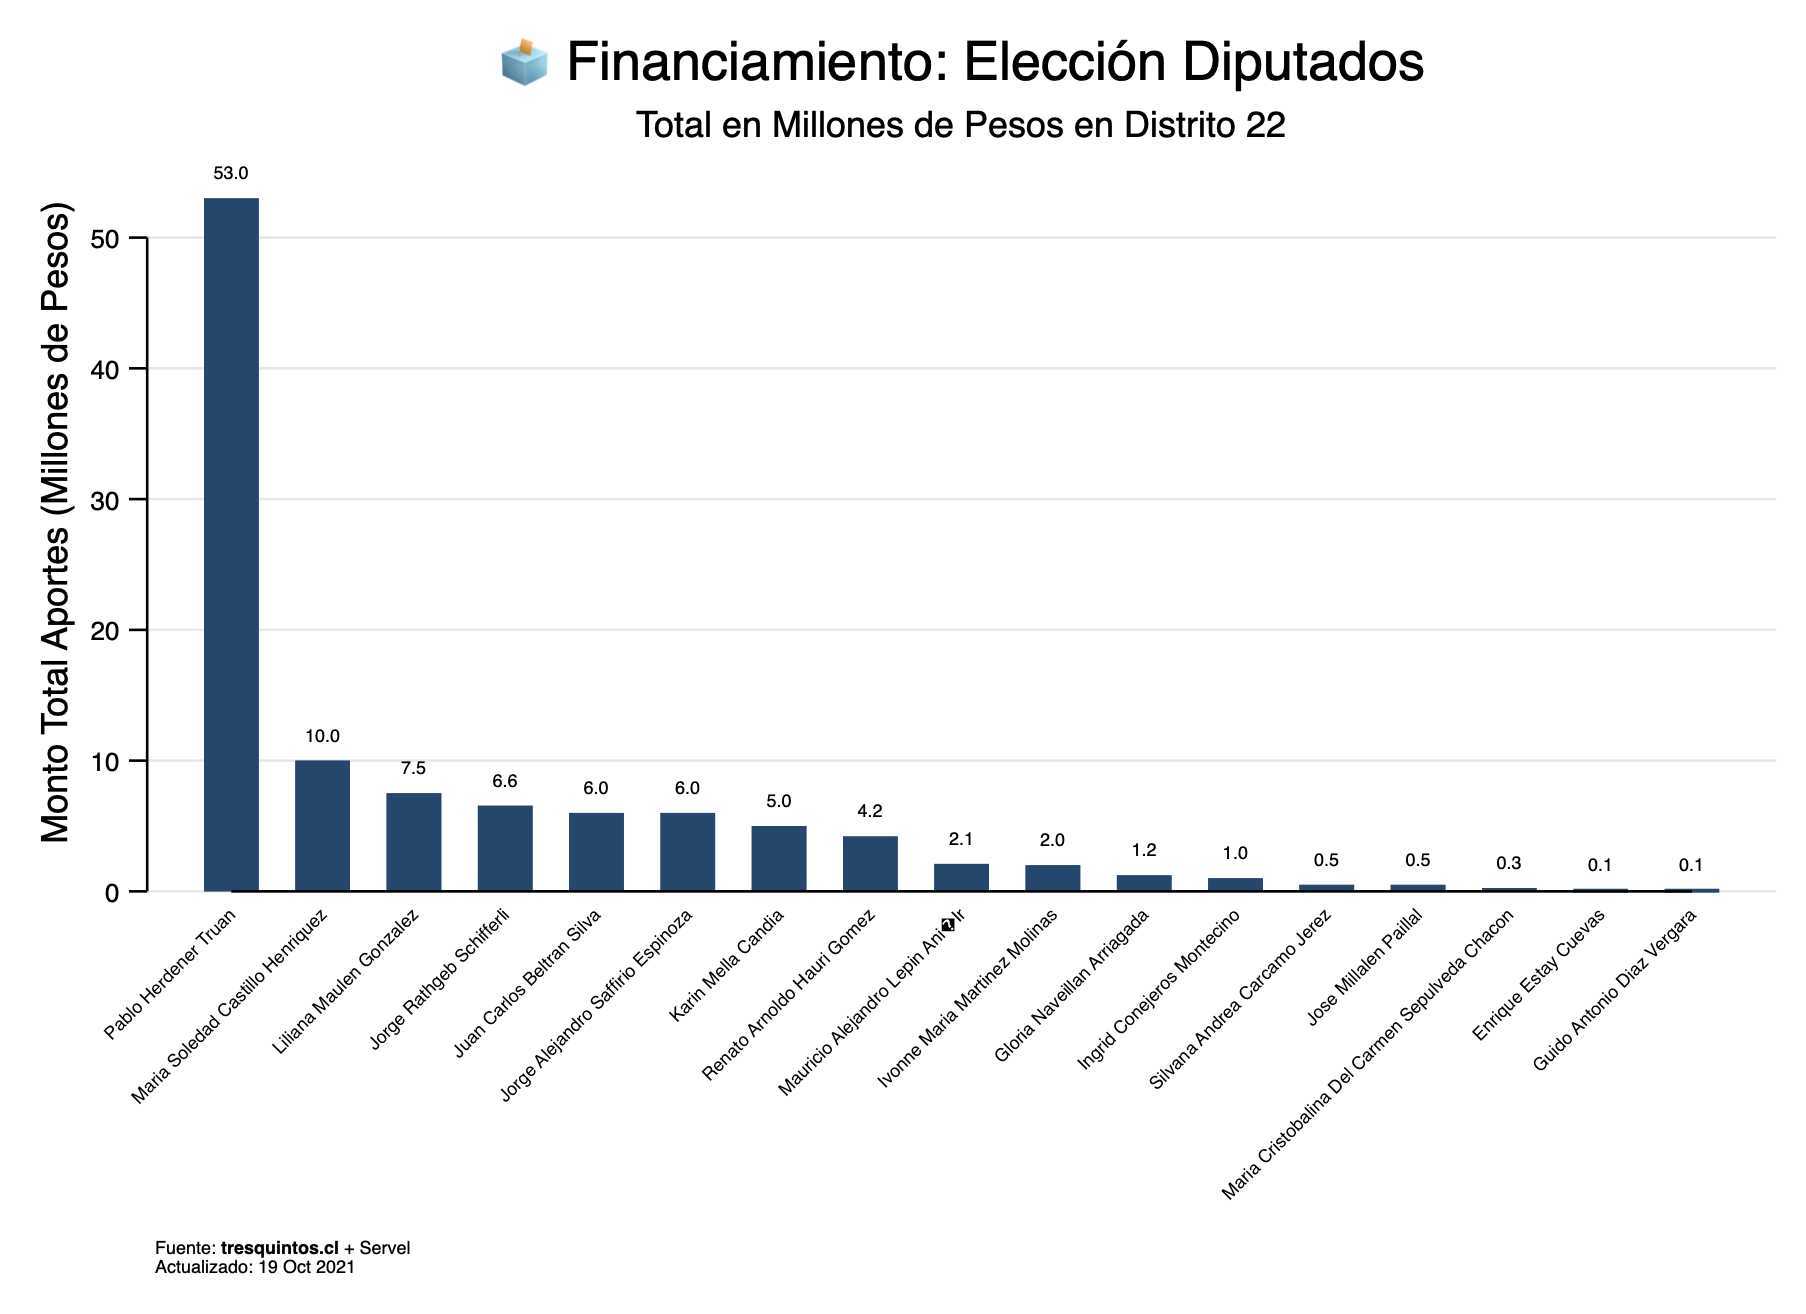 Financiamiento: Elección Diputados
Total en Millones de Pesos en Distrito 22
Monto Total Aportes (Millones de Pesos)
50
40
30
20
10
0
53.0
10.0
7.5
6.6
6.0
6.0
5.0
4.2
2.1
2.0
1.2
1.0
0.5
0.5
0.3
0.1
0.1
Pablo Herdener Truan
Maria Soledad Castillo Henriquez
Liliana Maulen Gonzalez
Jorge Rathgeb Schifferli
Juan Carlos Beltran Silva
Jorge Alejandro Saffirio Espinoza
Karin Mella Candia
Renato Arnoldo Hauri Gomez
Mauricio Alejandro Lepin Ani�Ir
Ivonne Maria Martinez Molinas
Gloria Naveillan Arriagada
Ingrid Conejeros Montecino
Silvana Andrea Carcamo Jerez
Jose Millalen Paillal
Maria Cristobalina Del Carmen Sepulveda Chacon
Enrique Estay Cuevas
Guido Antonio Diaz Vergara
Fuente: tresquintos.cl + Servel
Actualizado: 19 Oct 2021